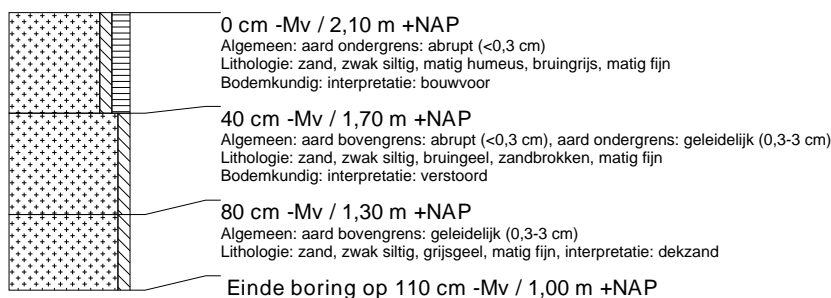 0 cm -Mv / 2,10 m +NAP
Algemeen: aard ondergrens: abrupt (<0,3 cm)
Lithologie: zand, zwak siltig, matig humeus, bruingrijs, matig fijn
Bodemkundig: interpretatie: bouwvoor
40 cm -Mv / 1,70 m +NAP
Algemeen: aard bovengrens: abrupt (<0,3 cm), aard ondergrens: geleidelijk (0,3-3 cm)
Lithologie: zand, zwak siltig, bruingeel, zandbrokken, matig fijn
Bodemkundig: interpretatie: verstoord
80 cm -Mv / 1,30 m +NAP
Algemeen: aard bovengrens: geleidelijk (0,3-3 cm)
Lithologie: zand, zwak siltig, grijsgeel, matig fijn, interpretatie: dekzand
Einde boring op 110 cm -Mv / 1,00 m +NAP